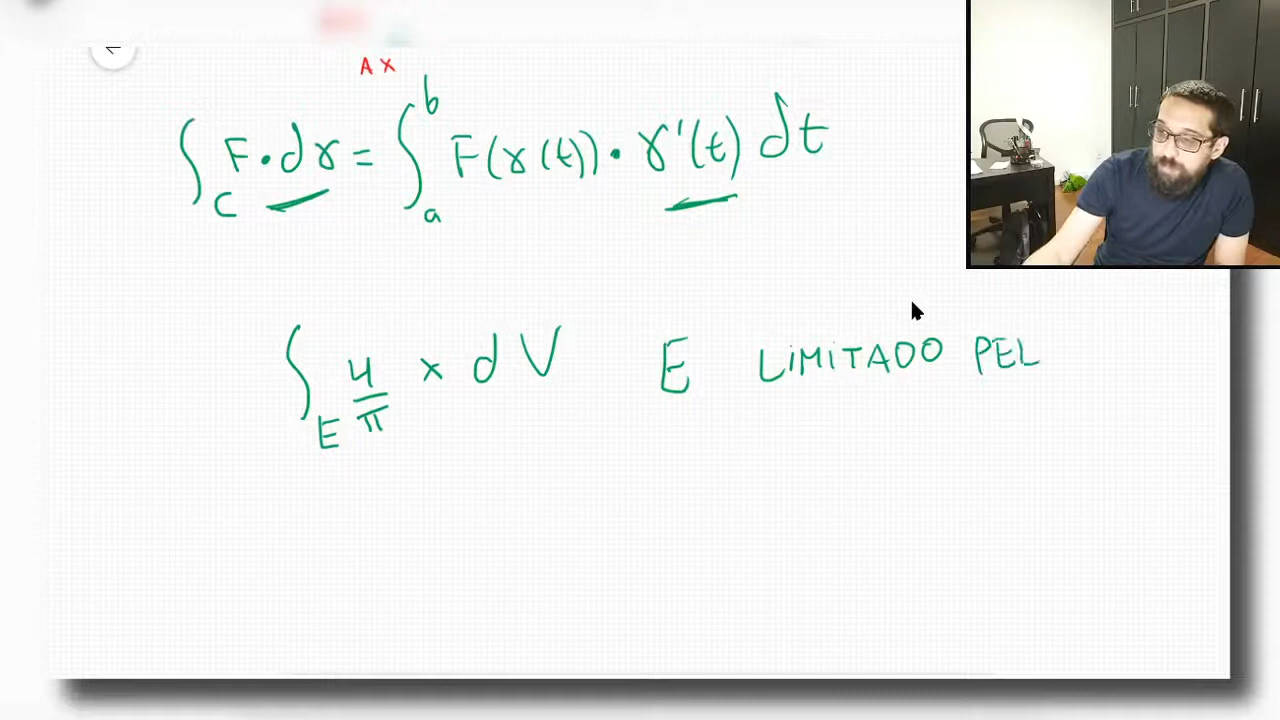 A x
∫_C F · dγ = ∫_a^b F(γ(t)) · γ'(t) dt
∫_E 4/π x dV E LIMITADO PEL